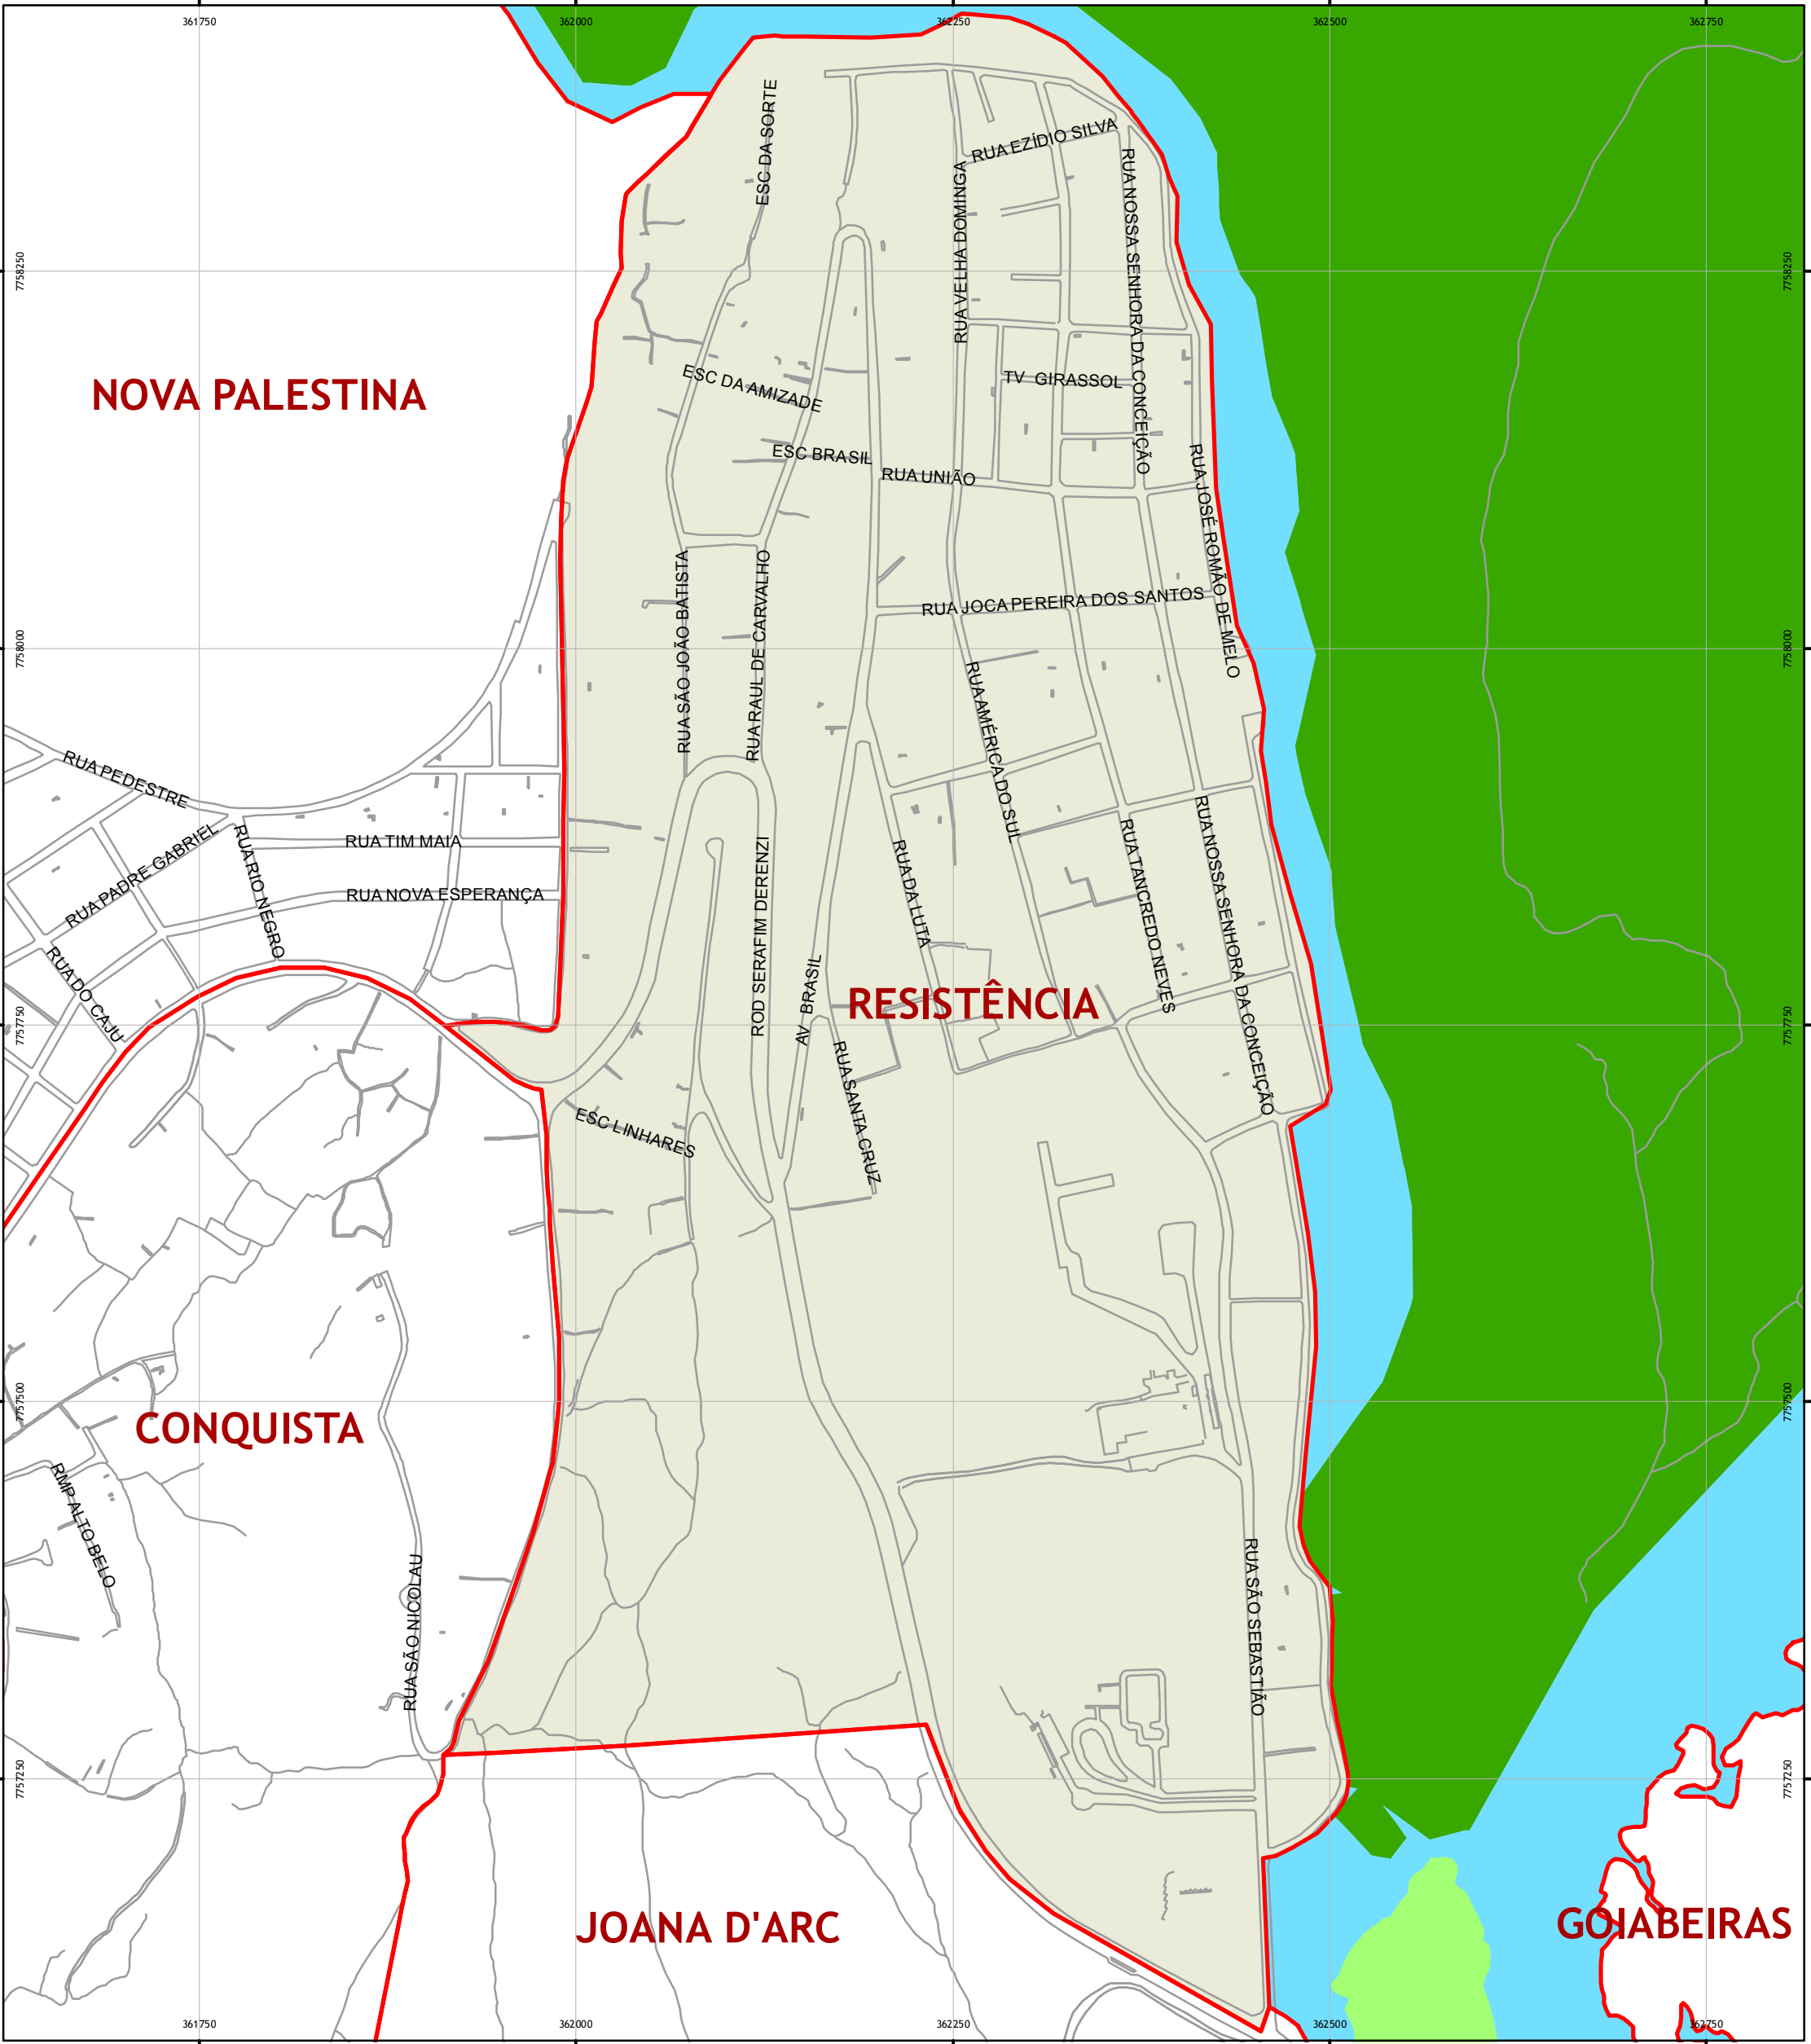 361750
362000
362250
362500
362750
ESC DA SORTE
RUA EZÍDIO SILVA
RUA VELHA DOMINGA
RUA NOSSA SENHORA DA CONCEIÇÃO
7758250
7758250
NOVA PALESTINA
ESC DA AMIZADE
TV GIRASSOL
ESC BRASIL
RUA UNIÃO
RUA JOSÉ ROMÃO DE MELO
RUA SÃO JOÃO BATISTA
RUA RAUL DE CARVALHO
RUA JOCA PEREIRA DOS SANTOS
7758000
7758000
RUA AMÉRICA DO SUL
RUA PEDESTRE
RUA PADRE GABRIEL
RUA RIO NEGRO
RUA TIM MAIA
RUA NOVA ESPERANÇA
RUA DO CAJU
ROD SERAFIM DERENZI
RUA DA LUTA
RUA TANCREDO NEVES
RUA NOSSA SENHORA DA CONCEIÇÃO
AV BRASIL
RESISTÊNCIA
7757750
7757750
RUA SANTA CRUZ
ESC LINHARES
7757500
7757500
CONQUISTA
RMP ALTO BELO
RUA SÃO NICOLAU
RUA SÃO SEBASTIÃO
7757250
7757250
JOANA D'ARC
GOIABEIRAS
361750
362000
362250
362500
362750